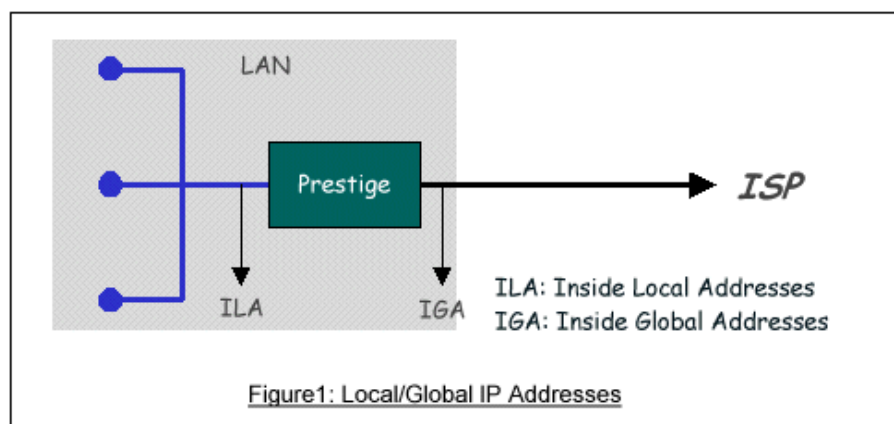 LAN
Prestige
ISP
ILA
IGA
ILA: Inside Local Addresses
IGA: Inside Global Addresses
Figure1: Local/Global IP Addresses